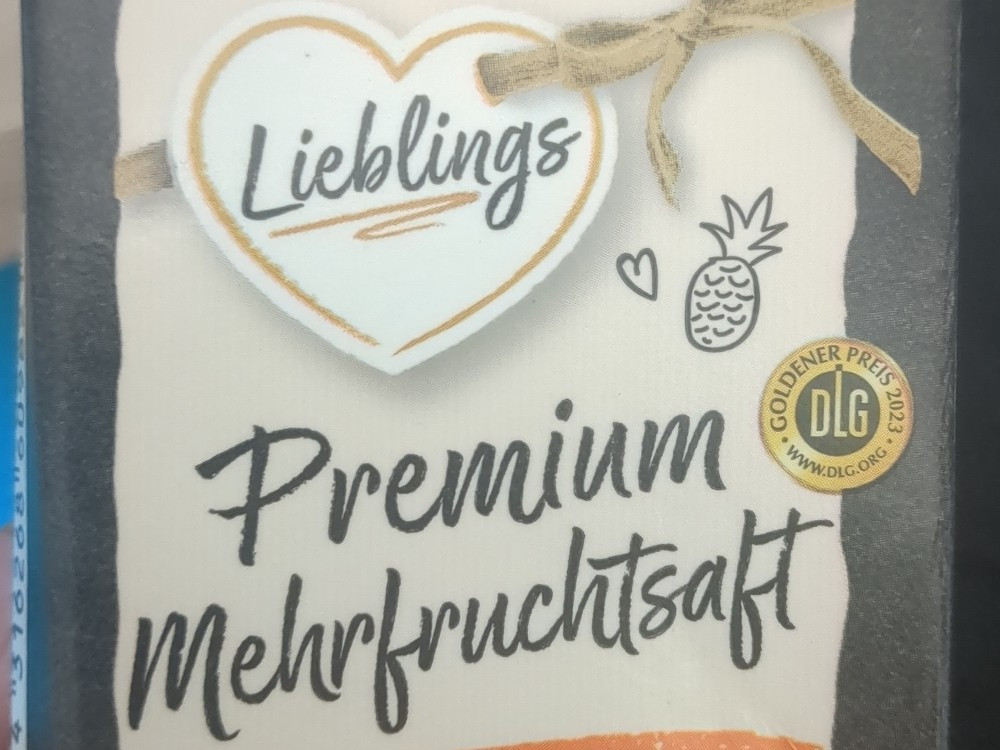 Lieblings
GOLDENER PREIS 2023
DLG
WWW.DLG.ORG
Premium
Mehrfruchtsaft